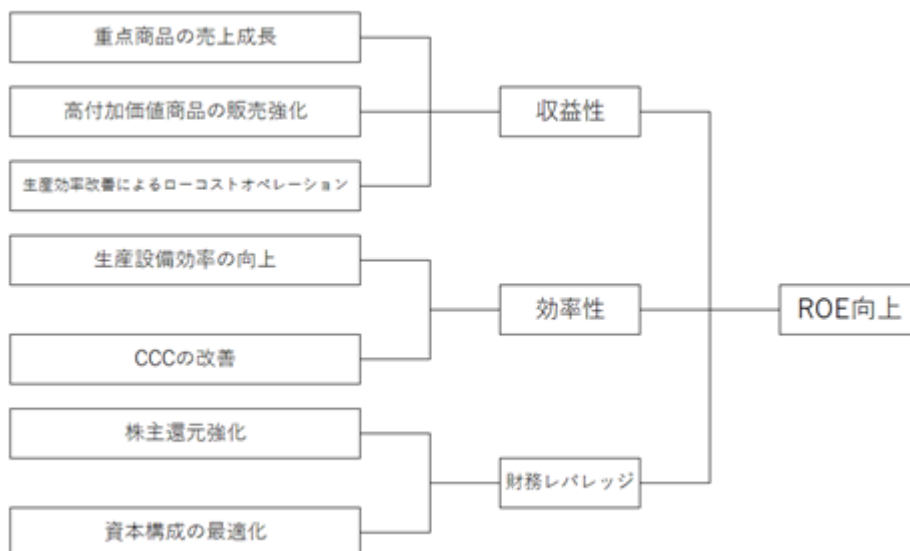 重点商品の売上成長
高付加価値商品の販売強化
生産効率改善によるローコストオペレーション
収益性
生産設備効率の向上
CCCの改善
効率性
株主還元強化
資本構成の最適化
財務レバレッジ
ROE向上